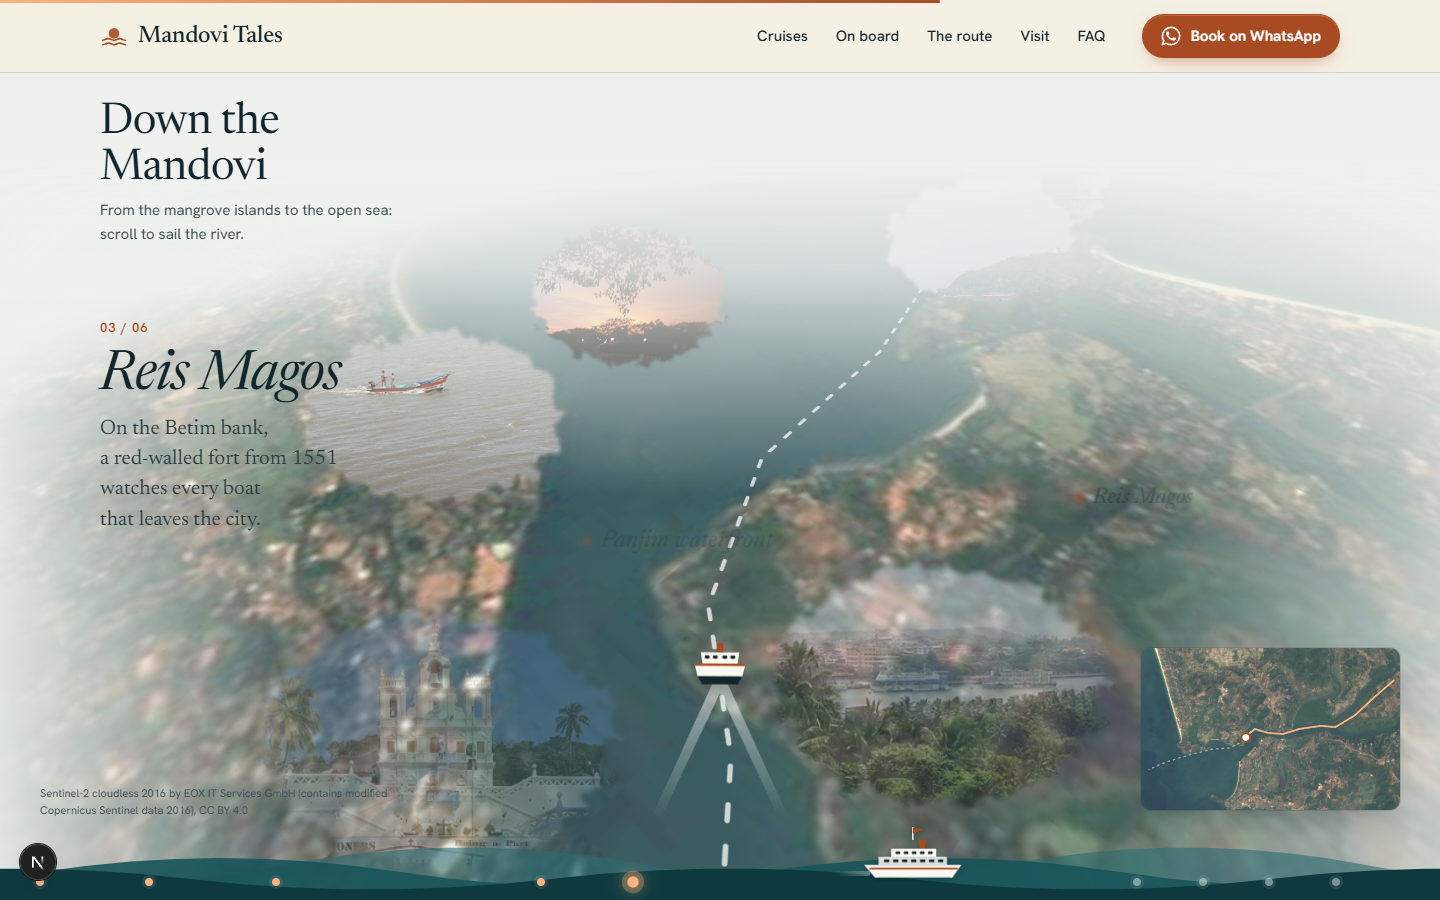 Mandovi Tales
Cruises
On board
The route
Visit
FAQ
Book on WhatsApp
Down the
Mandovi
From the mangrove islands to the open sea:
scroll to sail the river.
03 / 06
Reis Magos
On the Betim bank,
a red-walled fort from 1551
watches every boat
that leaves the city.
Reis Magos
Panjim waterfront
Sentinel-2 cloudless 2016 by EOX IT Services GmbH (contains modified
Copernicus Sentinel data 2016), CC BY 4.0
N